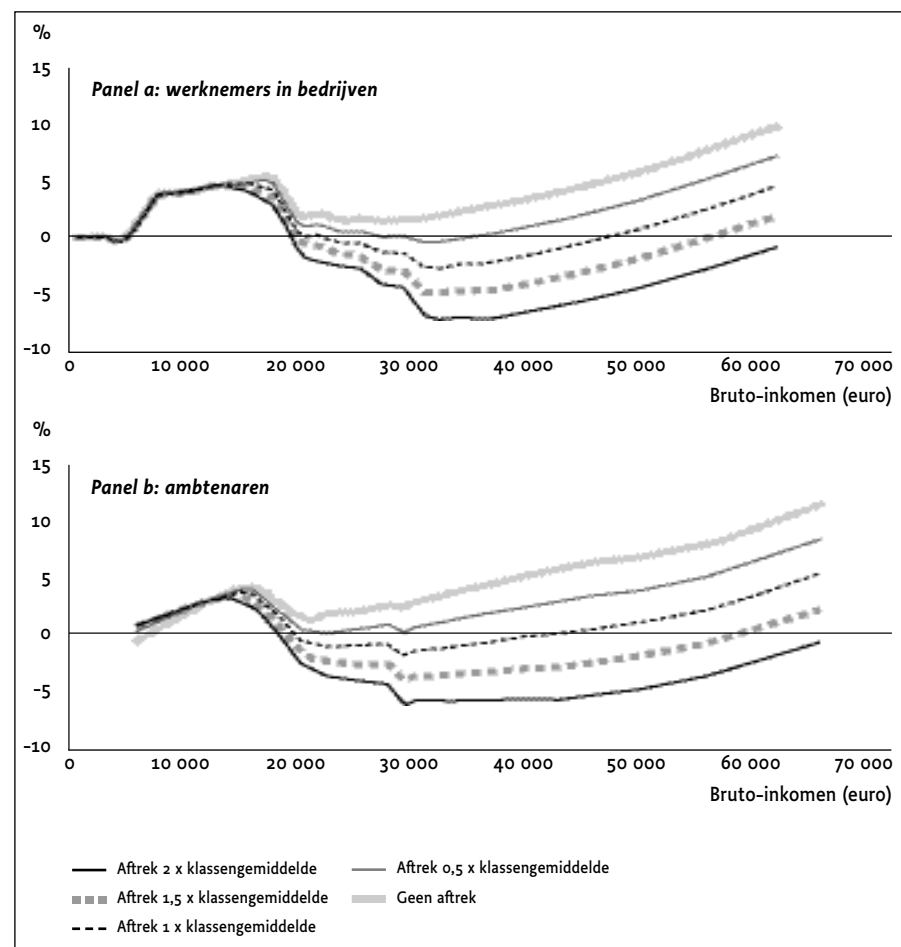 %
15
Panel a: werknemers in bedrijven
10
5
0
-5
-10
0 10 000 20 000 30 000 40 000 50 000 60 000 70 000
Bruto-inkomen (euro)
%
15
Panel b: ambtenaren
10
5
0
-5
-10
0 10 000 20 000 30 000 40 000 50 000 60 000 70 000
Bruto-inkomen (euro)
Aftrek 2 x klassengemiddelde Aftrek 0,5 x klassengemiddelde
Aftrek 1,5 x klassengemiddelde Geen aftrek
Aftrek 1 x klassengemiddelde